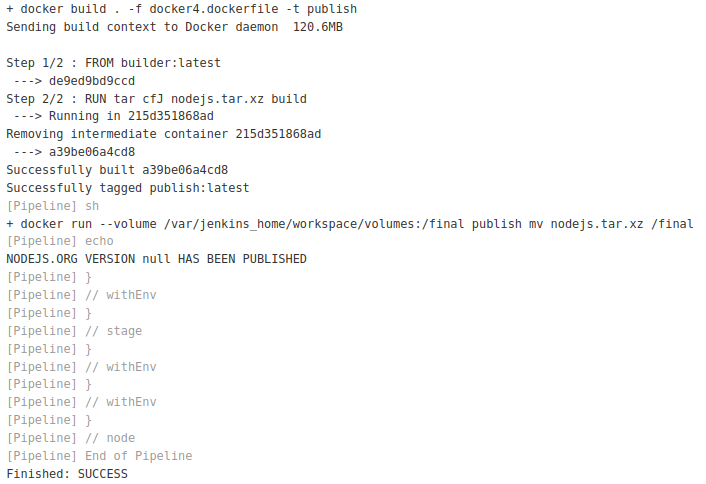 + docker build . -f docker4.dockerfile -t publish
Sending build context to Docker daemon  120.6MB
Step 1/2 : FROM builder:latest
 ---> de9ed9bd9ccd
Step 2/2 : RUN tar cfJ nodejs.tar.xz build
 ---> Running in 215d351868ad
Removing intermediate container 215d351868ad
 ---> a39be06a4cd8
Successfully built a39be06a4cd8
Successfully tagged publish:latest
[Pipeline] sh
+ docker run --volume /var/jenkins_home/workspace/volumes:/final publish mv nodejs.tar.xz /final
[Pipeline] echo
NODEJS.ORG VERSION null HAS BEEN PUBLISHED
[Pipeline] }
[Pipeline] // withEnv
[Pipeline] }
[Pipeline] // stage
[Pipeline] }
[Pipeline] // withEnv
[Pipeline] }
[Pipeline] // withEnv
[Pipeline] }
[Pipeline] // node
[Pipeline] End of Pipeline
Finished: SUCCESS